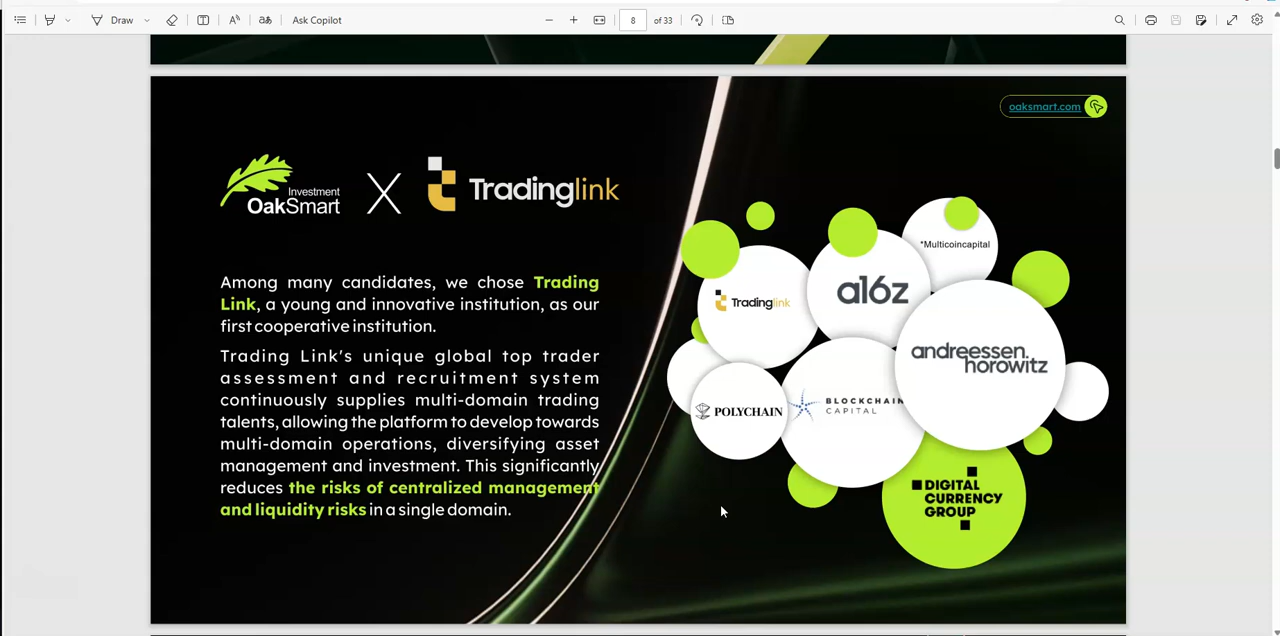 Draw
Ask Copilot
8 of 33
oaksmart.com
Investment
OakSmart
X
Tradinglink
Among many candidates, we chose Trading
Link, a young and innovative institution, as our
first cooperative institution.
Trading Link's unique global top trader
assessment and recruitment system
continuously supplies multi-domain trading
talents, allowing the platform to develop towards
multi-domain operations, diversifying asset
management and investment. This significantly
reduces the risks of centralized management
and liquidity risks in a single domain.
*Multicoincapital
a16z
Tradinglink
andreessen.
horowitz
BLOCKCHAIN
CAPITAL
POLYCHAIN
DIGITAL
CURRENCY
GROUP